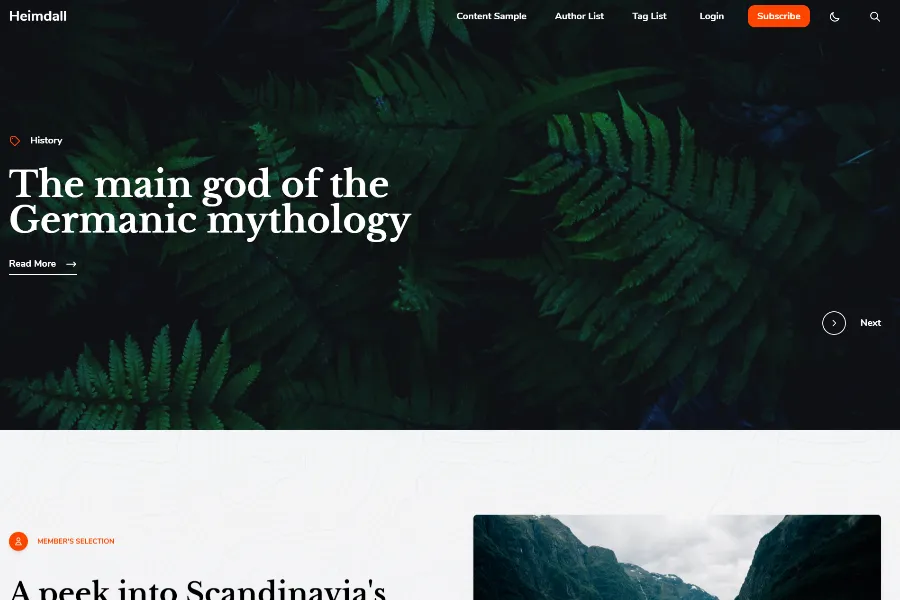 Heimdall
Content Sample
Author List
Tag List
Login
Subscribe
History
The main god of the
Germanic mythology
Read More
Next
MEMBER'S SELECTION
A peek into Scandinavia's